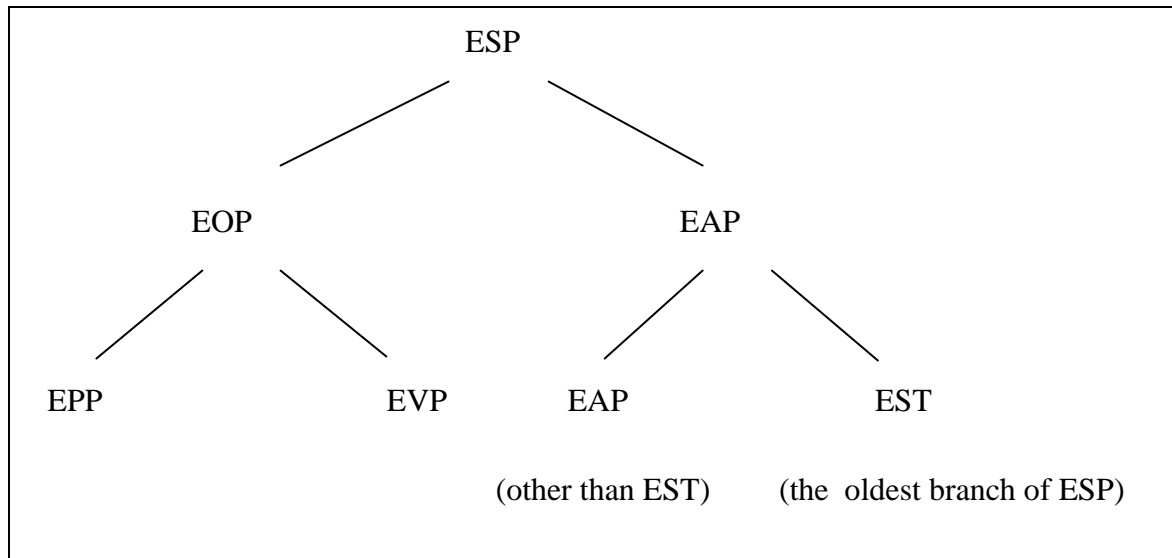 ESP
EOP EAP
EPP EVP EAP EST
(other than EST) (the oldest branch of ESP)